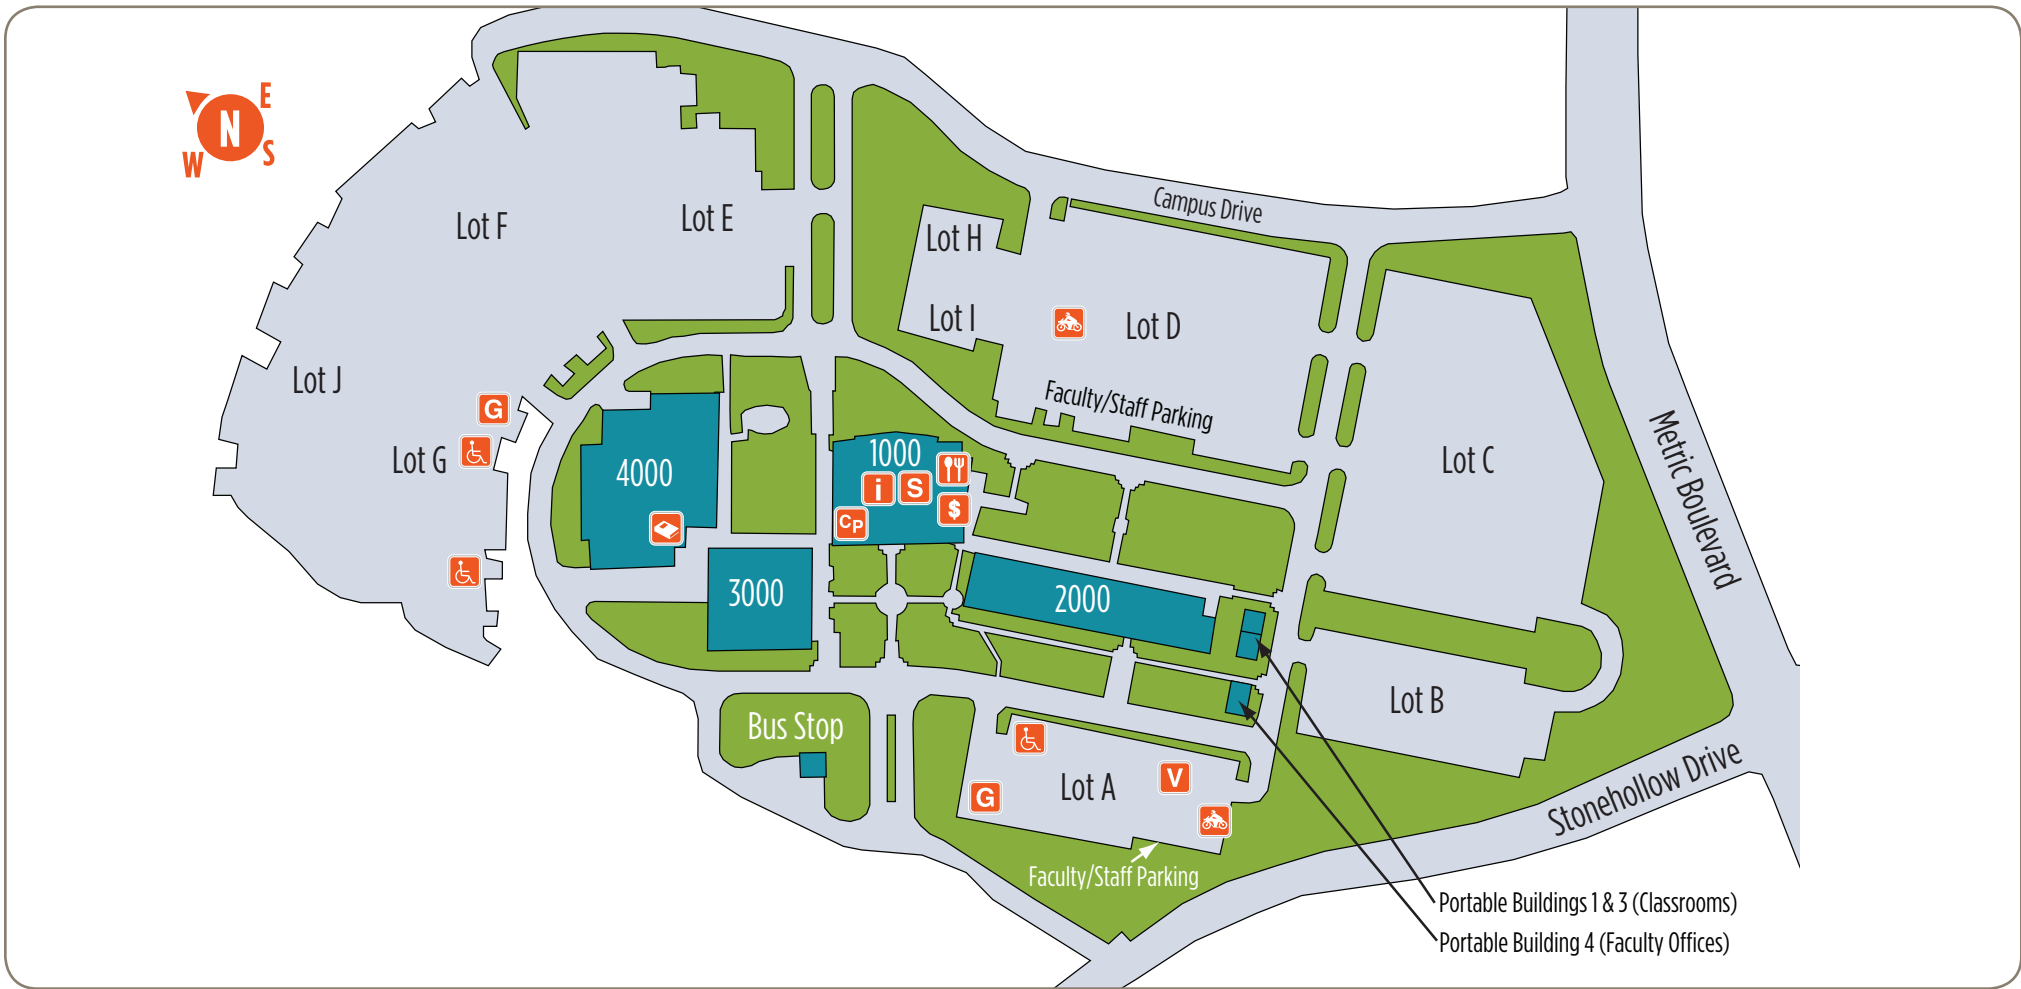 E
N
W
S
Campus Drive
Lot F
Lot E
Lot H
Lot I
Lot D
Lot J
Faculty/Staff Parking
G
Lot G
4000
1000
i
S
$
CP
Lot C
Metric Boulevard
3000
2000
Lot B
Bus Stop
Lot A
V
G
Stonehollow Drive
Faculty/Staff Parking
Portable Buildings 1 & 3 (Classrooms)
Portable Building 4 (Faculty Offices)